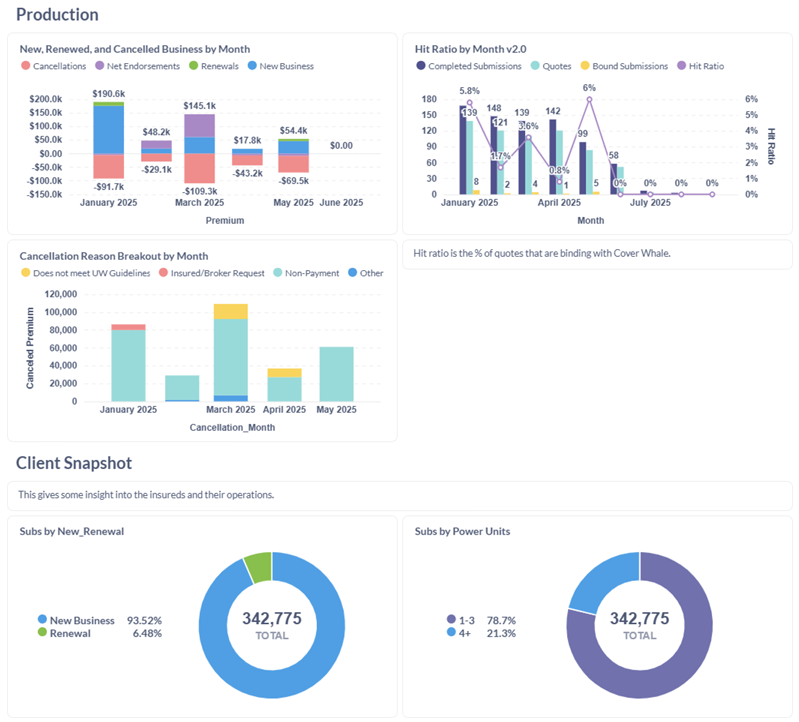 Production
New, Renewed, and Cancelled Business by Month
Cancellations Net Endorsements Renewals New Business
$190.6k
$200.0k
$150.0k
$100.0k
$50.0k
$0.00
-$50.0k
-$100.0k
-$150.0k
$48.2k
$145.1k
$17.8k
$54.4k
$0.00
-$91.7k
-$29.1k
-$109.3k
-$43.2k
-$69.5k
January 2025 March 2025 May 2025 June 2025
Premium
Hit Ratio by Month v2.0
Completed Submissions Quotes Bound Submissions Hit Ratio
180
150
120
90
60
30
0
5.8%
168
139
8
148
121
1.7%
2
139
3.6%
4
142
0.8%
1
6%
99
5
58
0% 0% 0% 0%
6%
5%
4%
3%
2%
1%
0%
Hit Ratio
January 2025 April 2025 July 2025
Month
Cancellation Reason Breakout by Month
Does not meet UW Guidelines Insured/Broker Request Non-Payment Other
120,000
100,000
80,000
60,000
40,000
20,000
0
Canceled Premium
January 2025 March 2025 April 2025 May 2025
Cancellation_Month
Hit ratio is the % of quotes that are binding with Cover Whale.
Client Snapshot
This gives some insight into the insureds and their operations.
Subs by New_Renewal
New Business 93.52%
Renewal 6.48%
342,775
TOTAL
Subs by Power Units
1-3 78.7%
4+ 21.3%
342,775
TOTAL